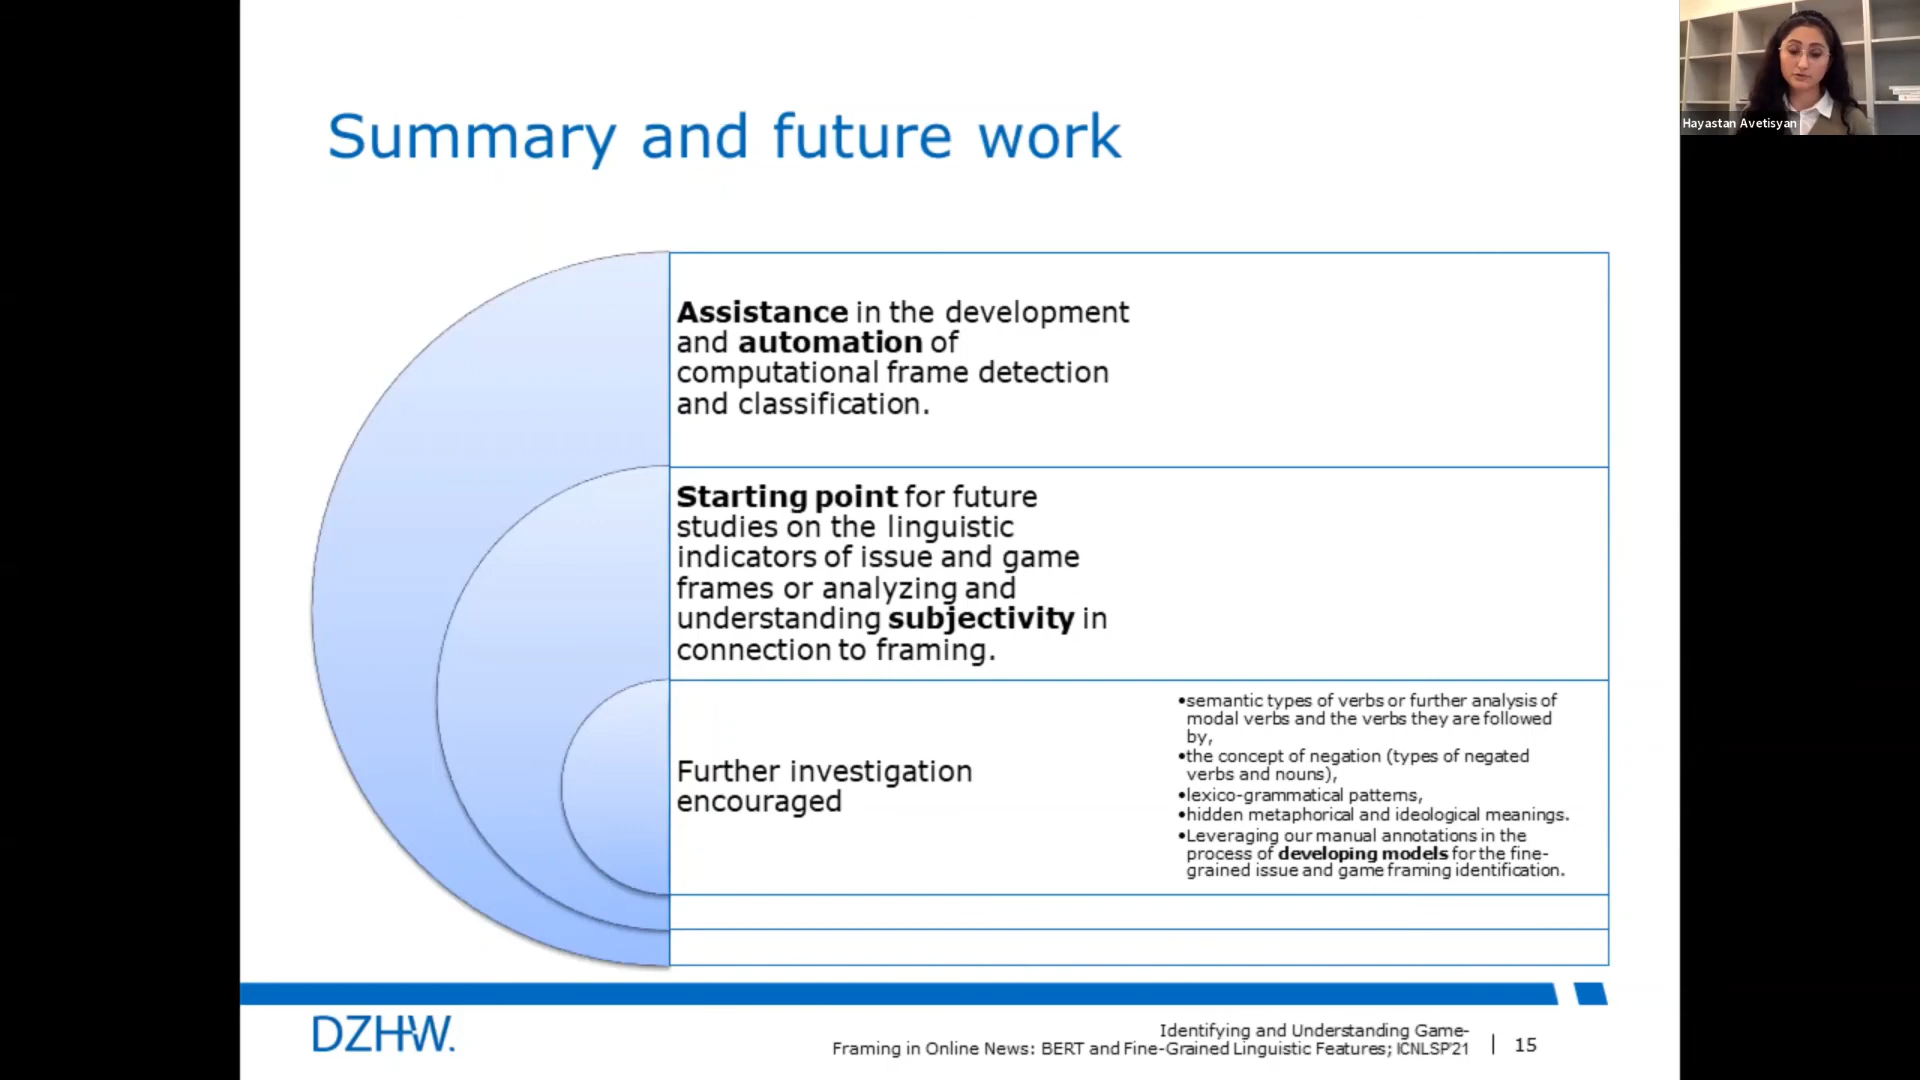 Summary and future work
Hayastan Avetisyan
Assistance in the development
and automation of
computational frame detection
and classification.
Starting point for future
studies on the linguistic
indicators of issue and game
frames or analyzing and
understanding subjectivity in
connection to framing.
Further investigation
encouraged
•semantic types of verbs or further analysis of
modal verbs and the verbs they are followed
by,
•the concept of negation (types of negated
verbs and nouns),
•lexico-grammatical patterns,
•hidden metaphorical and ideological meanings.
•Leveraging our manual annotations in the
process of developing models for the fine-
grained issue and game framing identification.
DZHW.
Identifying and Understanding Game-
Framing in Online News: BERT and Fine-Grained Linguistic Features; ICNLSP'21
15